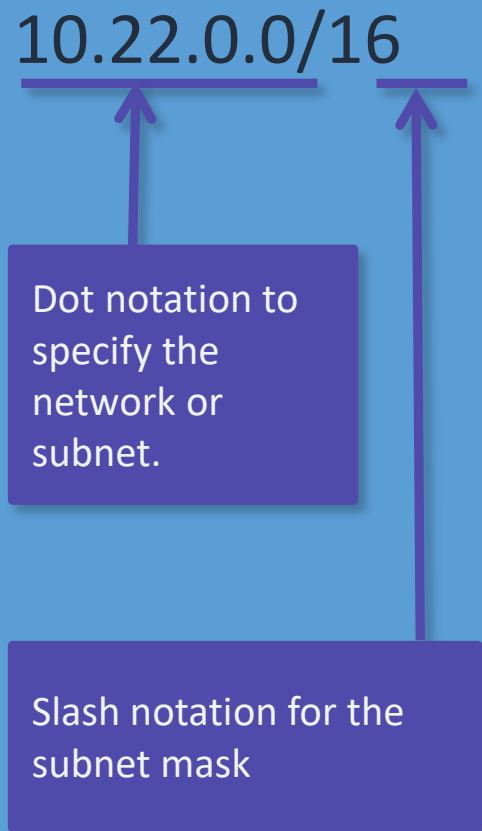 10.22.0.0/16
Dot notation to
specify the
network or
subnet.
Slash notation for the
subnet mask